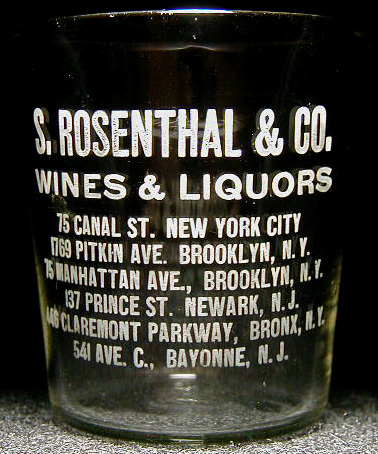 S. ROSENTHAL & CO.
WINES & LIQUORS
75 CANAL ST. NEW YORK CITY
1769 PITKIN AVE. BROOKLYN, N.Y.
MANHATTAN AVE., BROOKLYN, N.Y.
137 PRINCE ST. NEWARK, N.J.
CLAREMONT PARKWAY, BRONX, N.Y.
541 AVE. C., BAYONNE, N.J.